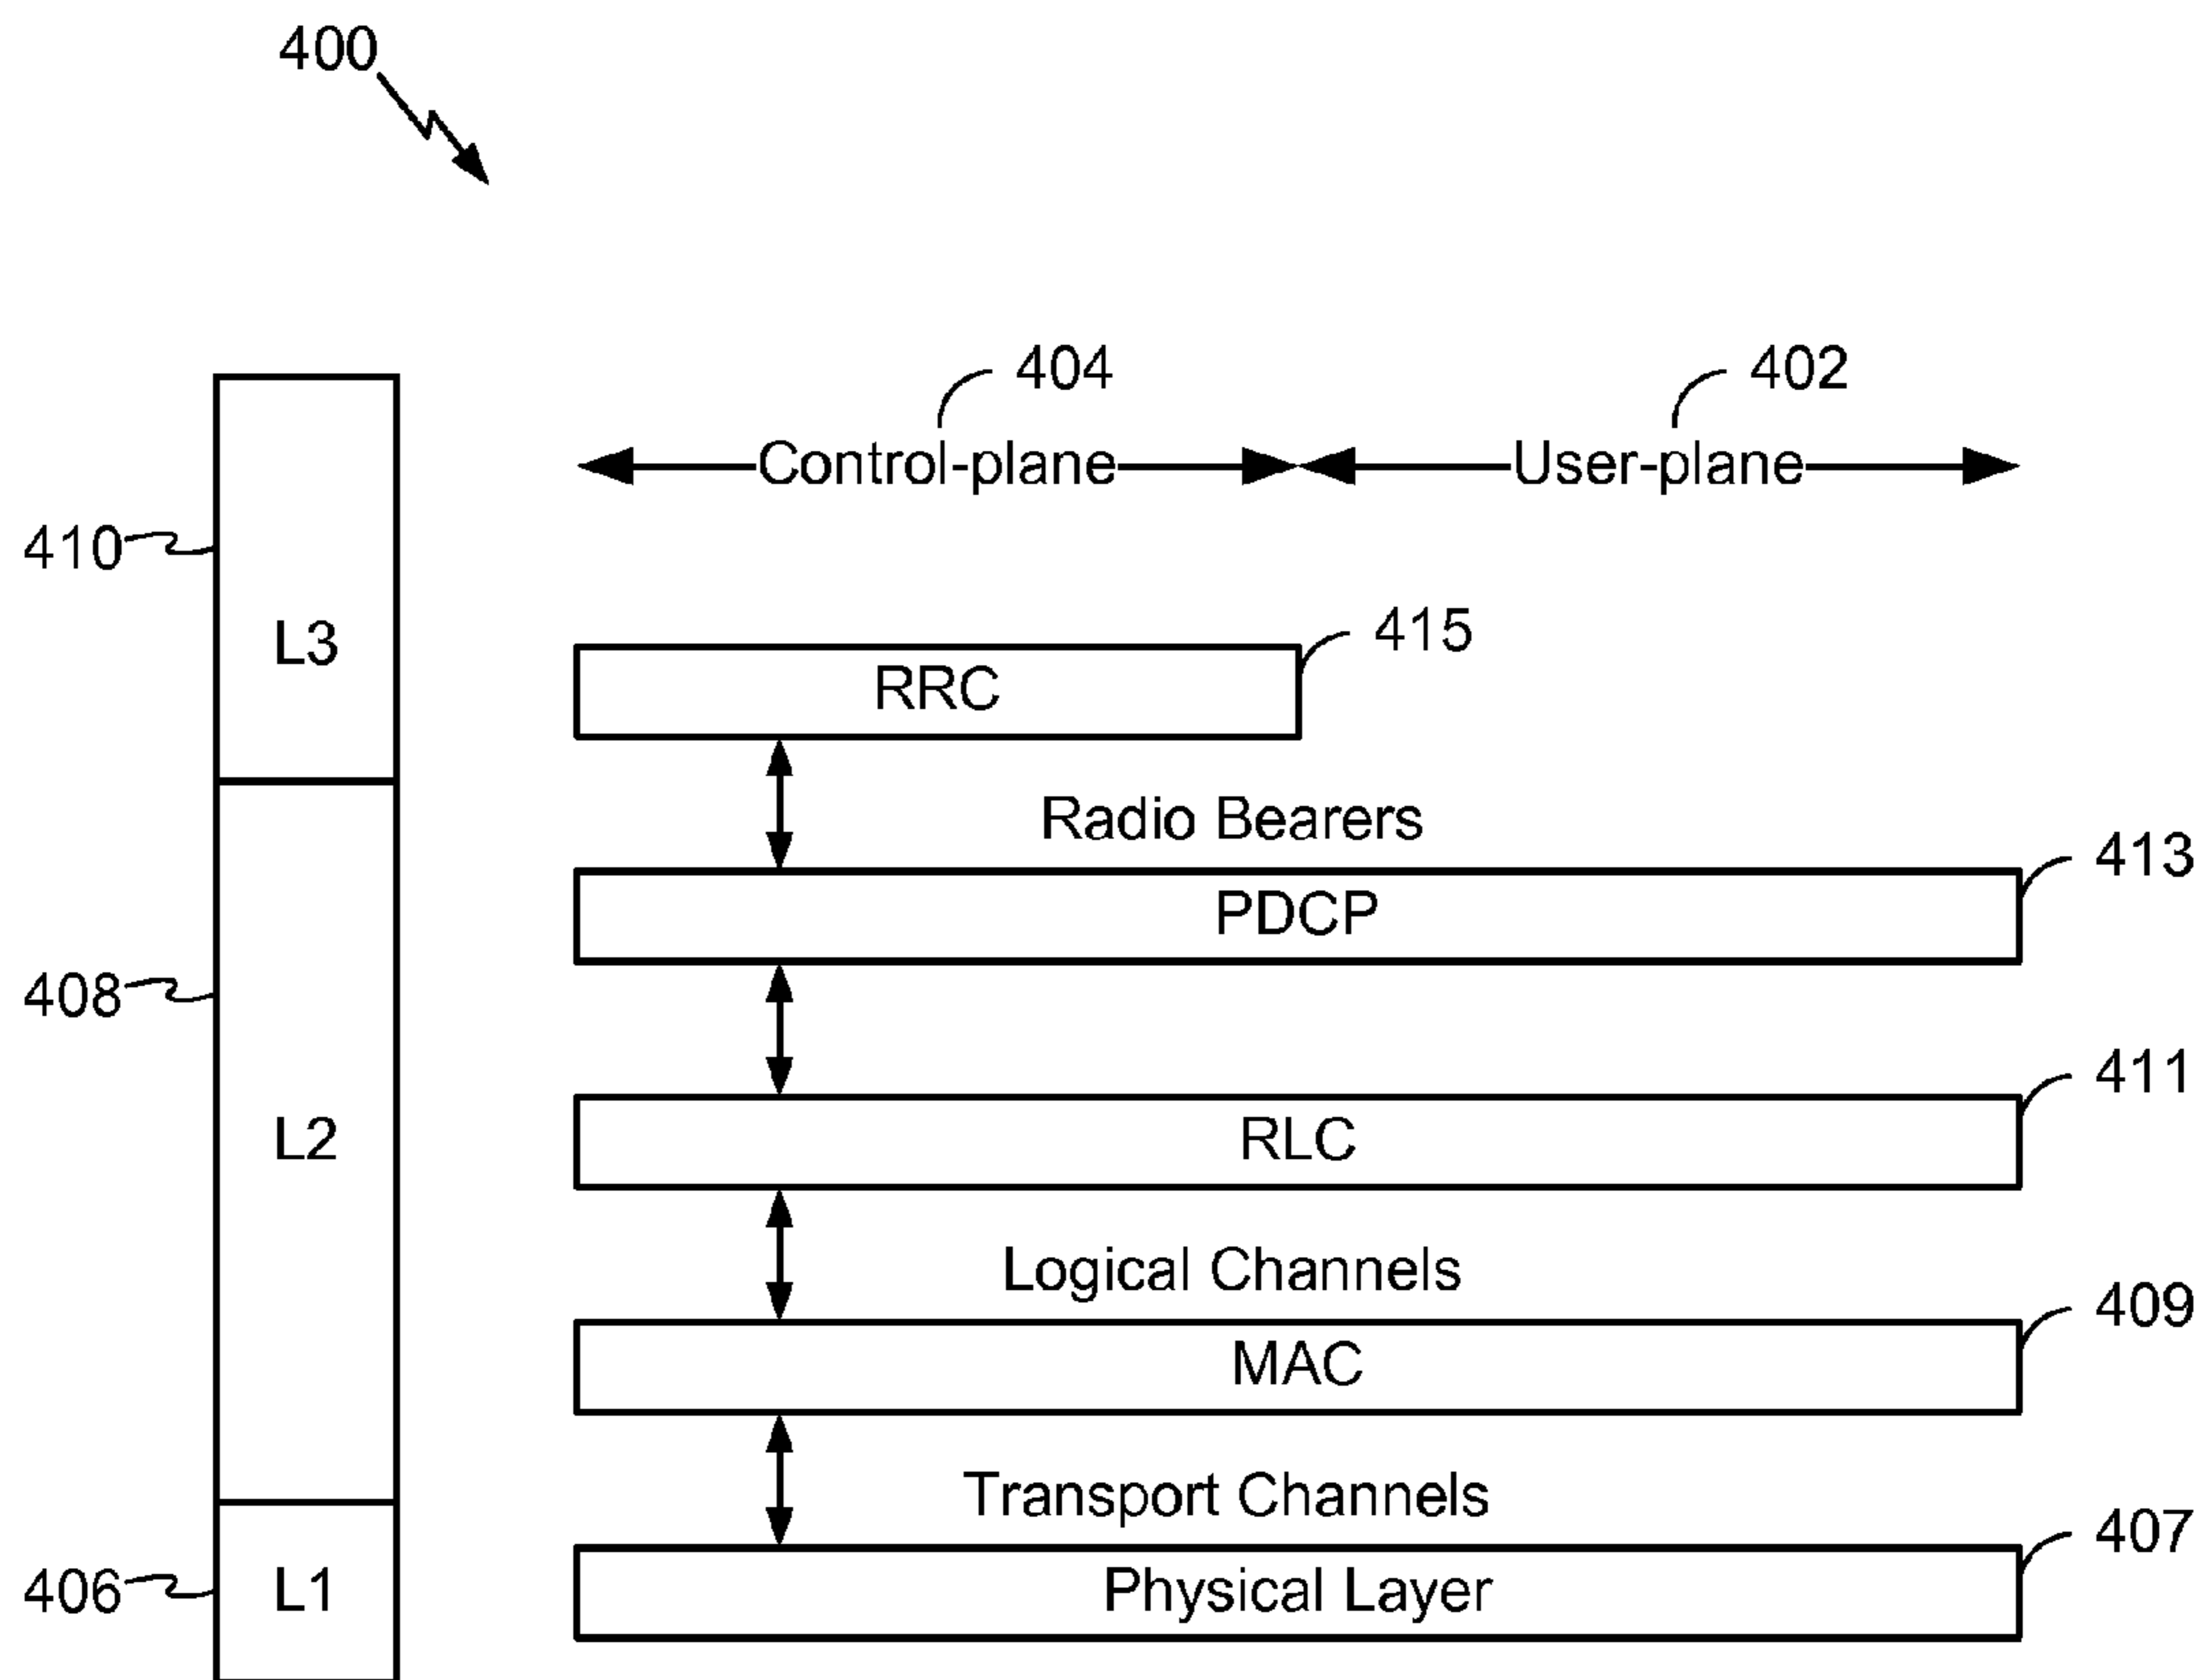 400
404
402
Control-plane
User-plane
410
L3
415
RRC
Radio Bearers
413
PDCP
408
L2
411
RLC
Logical Channels
409
MAC
Transport Channels
407
406
L1
Physical Layer